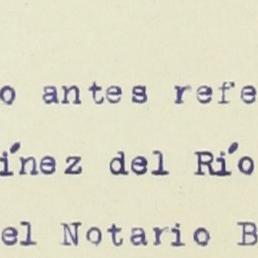 o antes refe
ínez del Río
el Notario B